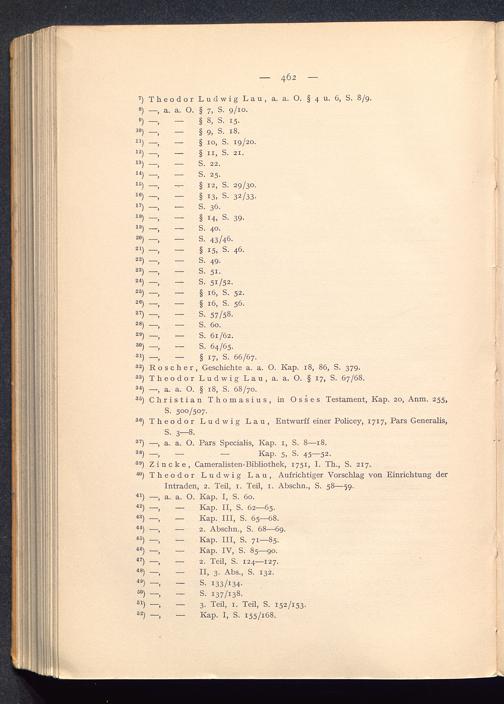 — 462 —
7) Theodor Ludwig Lau, a. a. O. § 4 u. 6, S. 8/9.
8) —, a. a. O. § 7, S. 9/10.
9) —, — § 8, S. 15.
10) —, — § 9, S. 18.
11) —, — § 10, S. 19/20.
12) —, — § 11, S. 21.
13) —, — S. 22.
14) —, — S. 25.
15) —, — § 12, S. 29/30.
16) —, — § 13, S. 32/33.
17) —, — S. 36.
18) —, — § 14, S. 39.
19) —, — S. 40.
20) —, — S. 43/46.
21) —, — § 15, S. 46.
22) —, — S. 49.
23) —, — S. 51.
24) —, — S. 51/52.
25) —, — § 16, S. 52.
26) —, — § 16, S. 56.
27) —, — S. 57/58.
28) —, — S. 60.
29) —, — S. 61/62.
30) —, — S. 64/65.
31) —, — § 17, S. 66/67.
32) Roscher, Geschichte a. a. O. Kap. 18, 86, S. 379.
33) Theodor Ludwig Lau, a. a. O. § 17, S. 67/68.
34) —, a. a. O. § 18, S. 68/70.
35) Christian Thomasius, in Osses Testament, Kap. 20, Anm. 255,
S. 500/507.
36) Theodor Ludwig Lau, Entwurff einer Policey, 1717, Pars Generalis,
S. 3—8.
37) —, a. a. O. Pars Specialis, Kap. 1, S. 8—18.
38) —, — — Kap. 5, S. 45—52.
39) Zincke, Cameralisten-Bibliothek, 1751, I. Th., S. 217.
40) Theodor Ludwig Lau, Aufrichtiger Vorschlag von Einrichtung der
Intraden, 2. Teil, 1. Teil, 1. Abschn., S. 58—59.
41) —, a. a. O. Kap. I, S. 60.
42) —, — Kap. II, S. 62—65.
43) —, — Kap. III, S. 65—68.
44) —, — 2. Abschn., S. 68—69.
45) —, — Kap. III, S. 71—85.
46) —, — Kap. IV, S. 85—90.
47) —, — 2. Teil, S. 124—127.
48) —, — II, 3. Abs., S. 132.
49) —, — S. 133/134.
50) —, — S. 137/138.
51) —, — 3. Teil, 1. Teil, S. 152/153.
52) —, — Kap. I, S. 155/168.